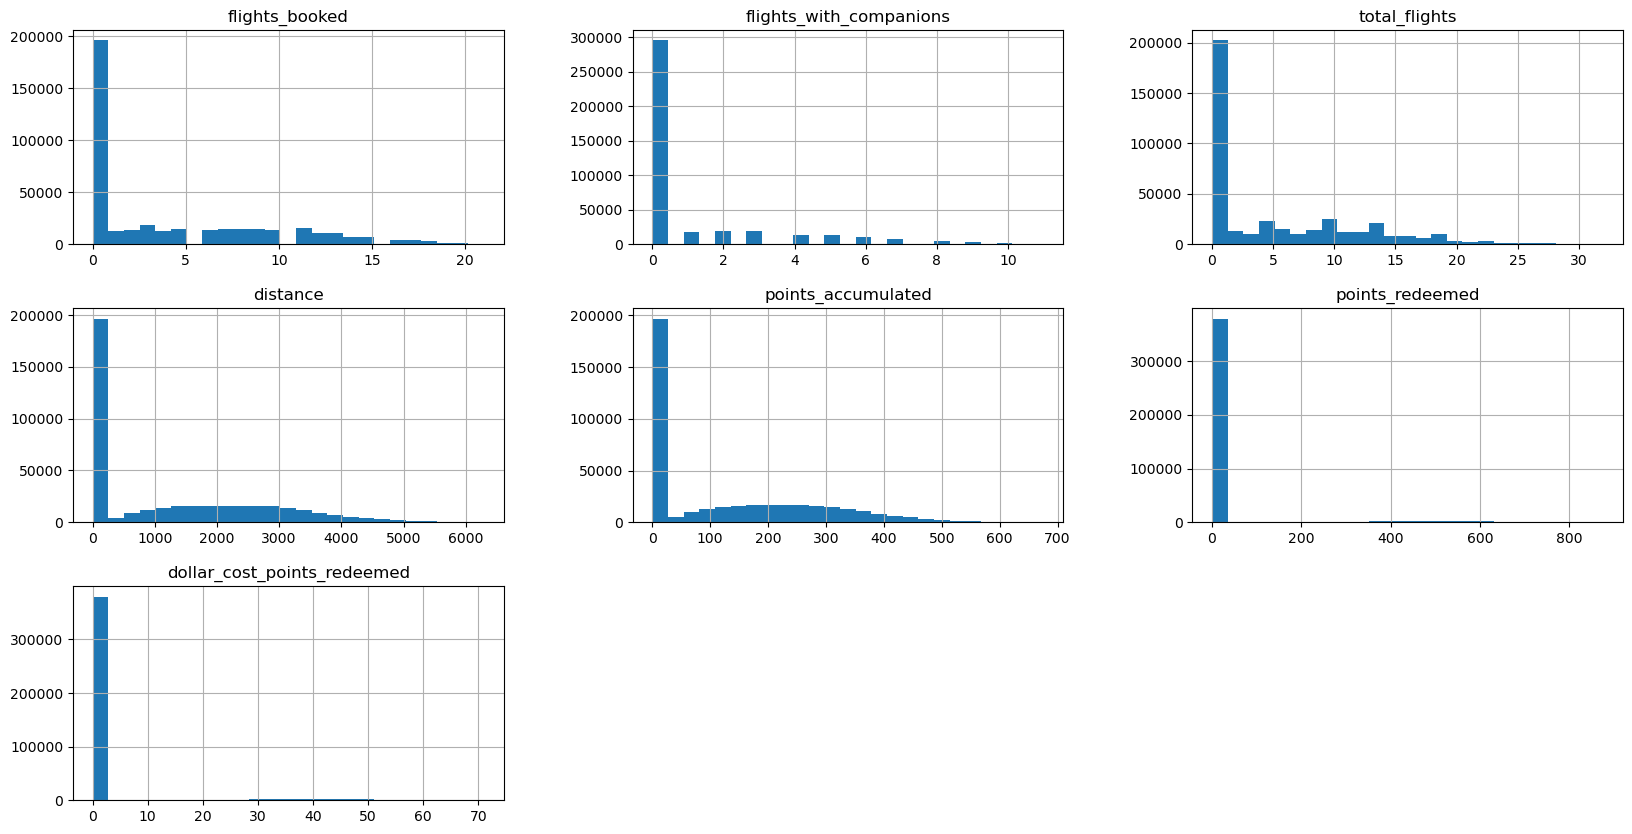 flights_booked
200000
150000
100000
50000
0
0 5 10 15 20
flights_with_companions
300000
250000
200000
150000
100000
50000
0
0 2 4 6 8 10
total_flights
200000
150000
100000
50000
0
0 5 10 15 20 25 30
distance
200000
150000
100000
50000
0
0 1000 2000 3000 4000 5000 6000
points_accumulated
200000
150000
100000
50000
0
0 100 200 300 400 500 600 700
points_redeemed
300000
200000
100000
0
0 200 400 600 800
dollar_cost_points_redeemed
300000
200000
100000
0
0 10 20 30 40 50 60 70